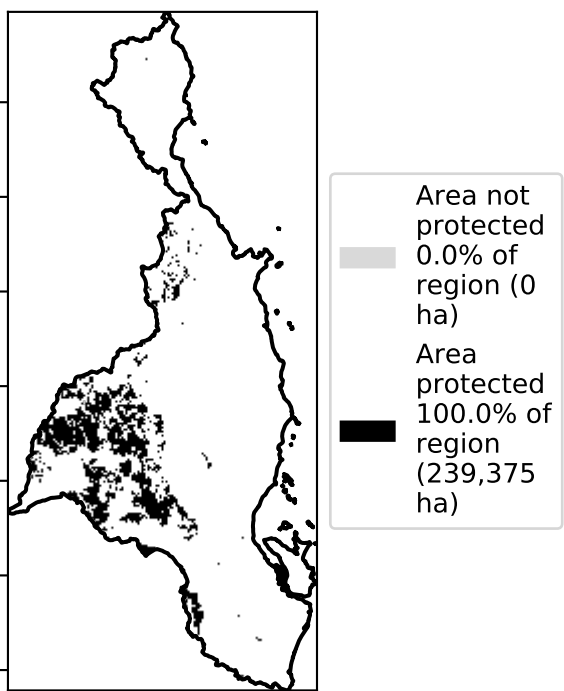 Area not
protected
0.0% of
region (0
ha)
Area
protected
100.0% of
region
(239,375
ha)